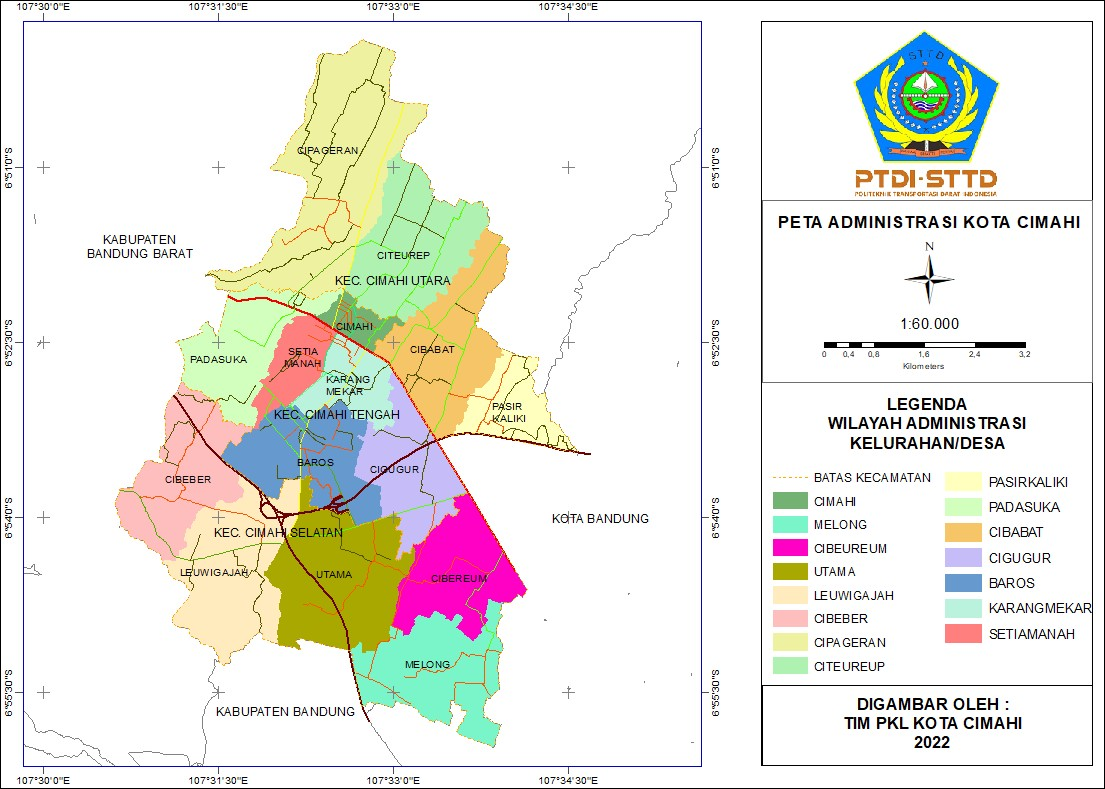 107°30'0"E
107°31'30"E
107°33'0"E
107°34'30"E
6°51'0"S
6°52'30"S
6°54'0"S
6°55'30"S
CIPAGERAN
KABUPATEN
BANDUNG BARAT
CITEUREP
KEC. CIMAHI UTARA
CIMAHI
CIBABAT
PADASUKA
SETIA
MANAH
KARANG
MEKAR
PASIR
KALIKI
KEC. CIMAHI TENGAH
BAROS
CIGUGUR
CIBEBER
KOTA BANDUNG
KEC. CIMAHI SELATAN
LEUWIGAJAH
UTAMA
CIBEREUM
MELONG
KABUPATEN BANDUNG
6°51'0"S
6°52'30"S
6°54'0"S
6°55'30"S
107°30'0"E
107°31'30"E
107°33'0"E
107°34'30"E
STTD
PTDI-STTD
POLITEKNIK TRANSPORTASI DARAT INDONESIA
PETA ADMINISTRASI KOTA CIMAHI
N
1:60.000
0 0,4 0,8 1,6 2,4 3,2
Kilometers
LEGENDA
WILAYAH ADMINISTRASI
KELURAHAN/DESA
BATAS KECAMATAN
CIMAHI
MELONG
CIBEUREUM
UTAMA
LEUWIGAJAH
CIBEBER
CIPAGERAN
CITEUREUP
PASIRKALIKI
PADASUKA
CIBABAT
CIGUGUR
BAROS
KARANGMEKAR
SETIAMANAH
DIGAMBAR OLEH :
TIM PKL KOTA CIMAHI
2022